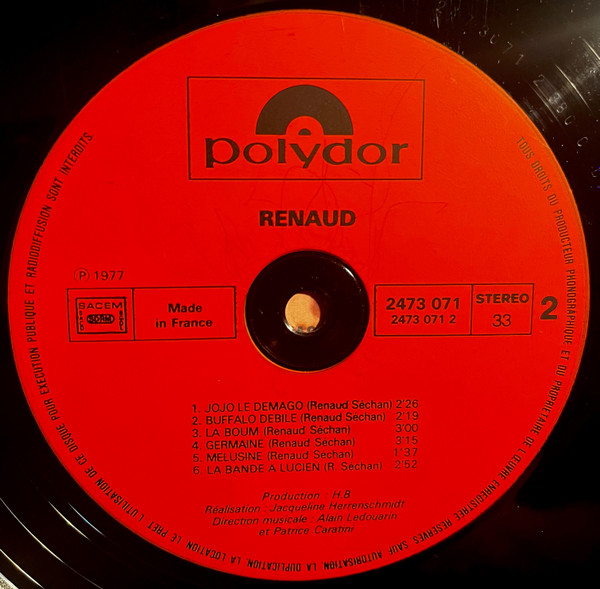 polydor
RENAUD
℗ 1977
SACEM
SDRM
Made
in France
2473 071
2473 071 2
STEREO
33
2
1. JOJO LE DEMAGO (Renaud Séchan) 2'26
2. BUFFALO DEBILE (Renaud Séchan) 2'19
3. LA BOUM (Renaud Séchan) 3'00
4. GERMAINE (Renaud Séchan) 3'15
5. MELUSINE (Renaud Séchan) 1'37
6. LA BANDE A LUCIEN (R. Séchan) 2'52
Production : H B
Réalisation : Jacqueline Herrenschmidt
Direction musicale : Alain Ledouarin
et Patrice Caratini
TOUS DROITS DU PRODUCTEUR PHONOGRAPHIQUE ET DU PROPRIETAIRE DE L'ŒUVRE ENREGISTREE RESERVES SAUF AUTORISATION LA DUPLICATION, LA LOCATION, LE PRET, L'UTILISATION DE CE DISQUE POUR EXECUTION PUBLIQUE ET RADIODIFFUSION SONT INTERDITS